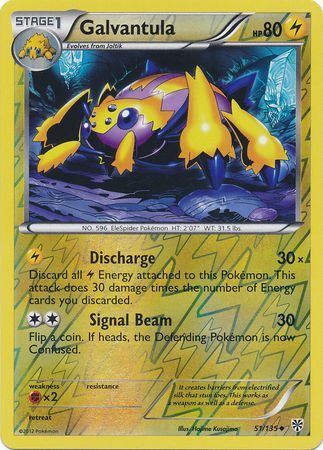 STAGE1
Galvantula
HP80
Evolves from Joltik
NO. 596 EleSpider Pokémon HT: 2'07" WT: 31.5 lbs.
Discharge 30×
Discard all Energy attached to this Pokémon. This
attack does 30 damage times the number of Energy
cards you discarded.
Signal Beam 30
Flip a coin. If heads, the Defending Pokémon is now
Confused.
weakness resistance
×2
retreat
It creates barriers from electrified
silk that stun foes. This works as
a weapon as well as a defense.
Illus. Hajime Kusajima
51/135
©2012 Pokémon